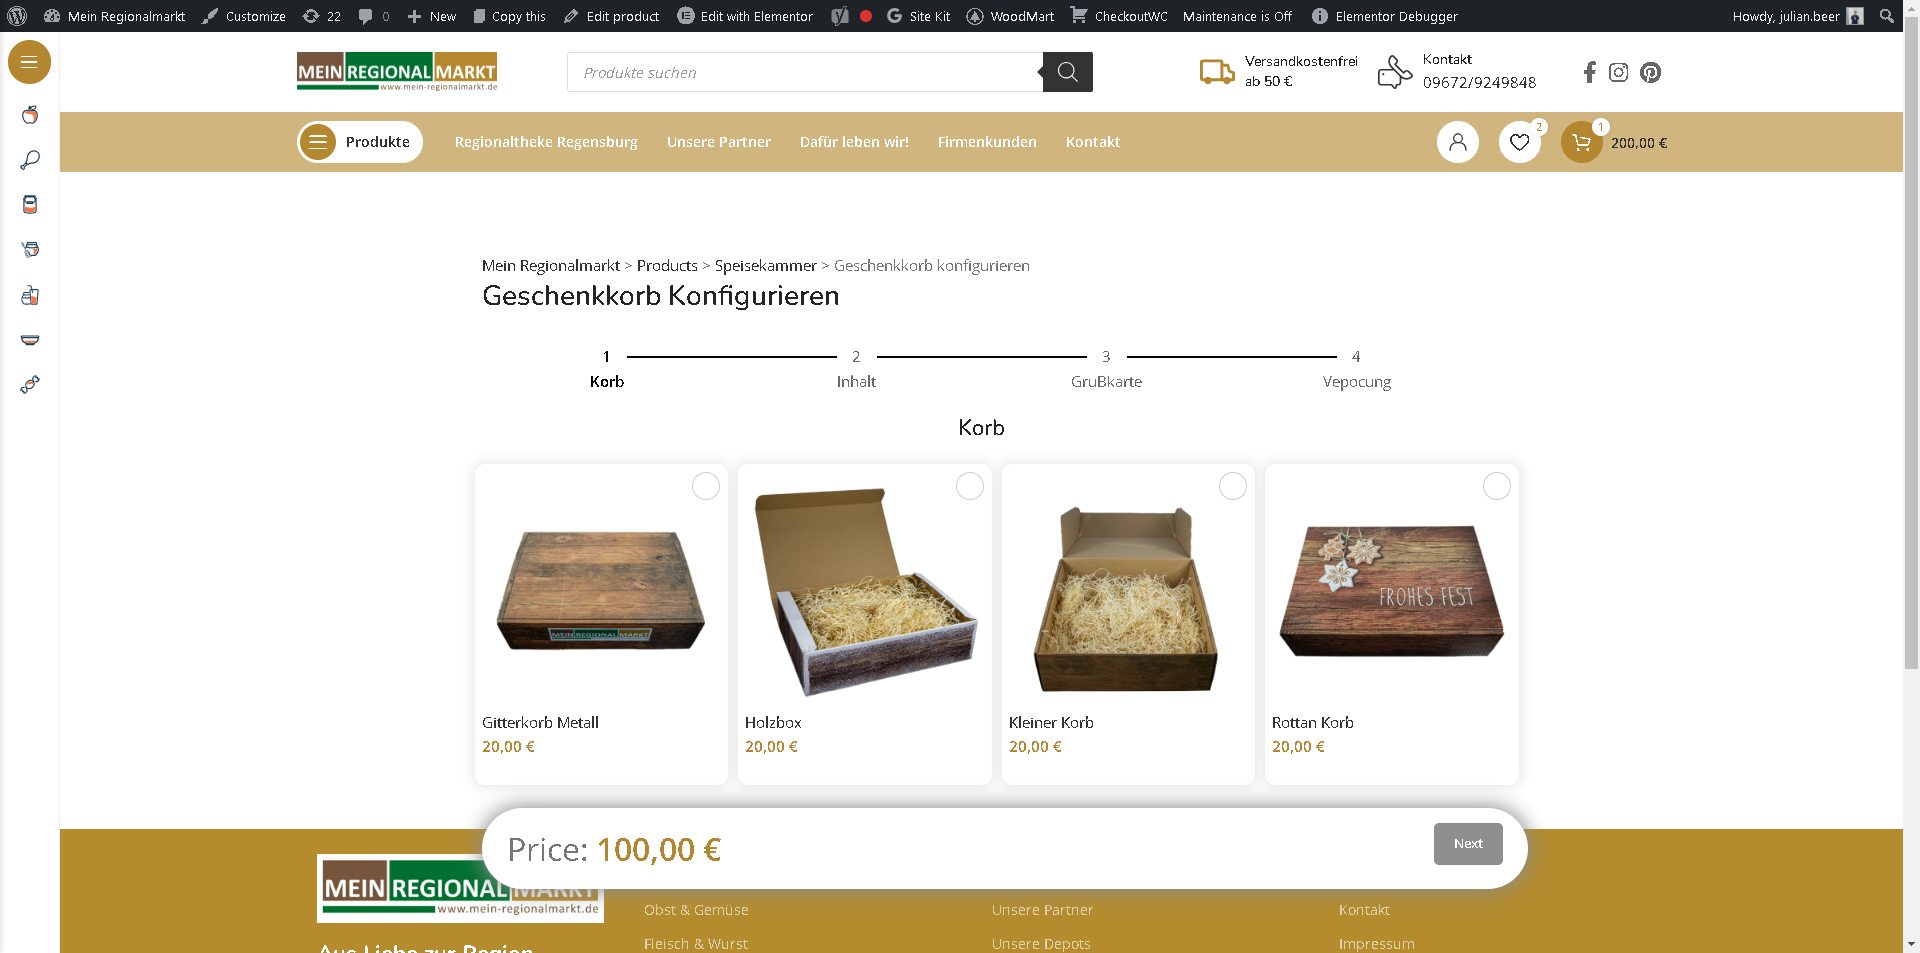 Mein Regionalmarkt Customize 22 0 New Copy this Edit product Edit with Elementor Site Kit WoodMart CheckoutWC Maintenance is Off Elementor Debugger Howdy, julian.beer
MEIN REGIONAL MARKT
www.mein-regionalmarkt.de
Produkte suchen
Versandkostenfrei
ab 50 €
Kontakt
09672/9249848
Produkte Regionaltheke Regensburg Unsere Partner Dafür leben wir! Firmenkunden Kontakt 2 1 200,00 €
Mein Regionalmarkt > Products > Speisekammer > Geschenkkorb konfigurieren
Geschenkkorb Konfigurieren
1 2 3 4
Korb Inhalt GruBkarte Vepocung
Korb
MEIN REGIONAL MARKT
FROHES FEST
Gitterkorb Metall
20,00 €
Holzbox
20,00 €
Kleiner Korb
20,00 €
Rottan Korb
20,00 €
Price: 100,00 €
Next
MEIN REGIONAL MARKT
www.mein-regionalmarkt.de
Aus Liebe zur Region
Obst & Gemüse
Fleisch & Wurst
Unsere Partner
Unsere Depots
Kontakt
Impressum